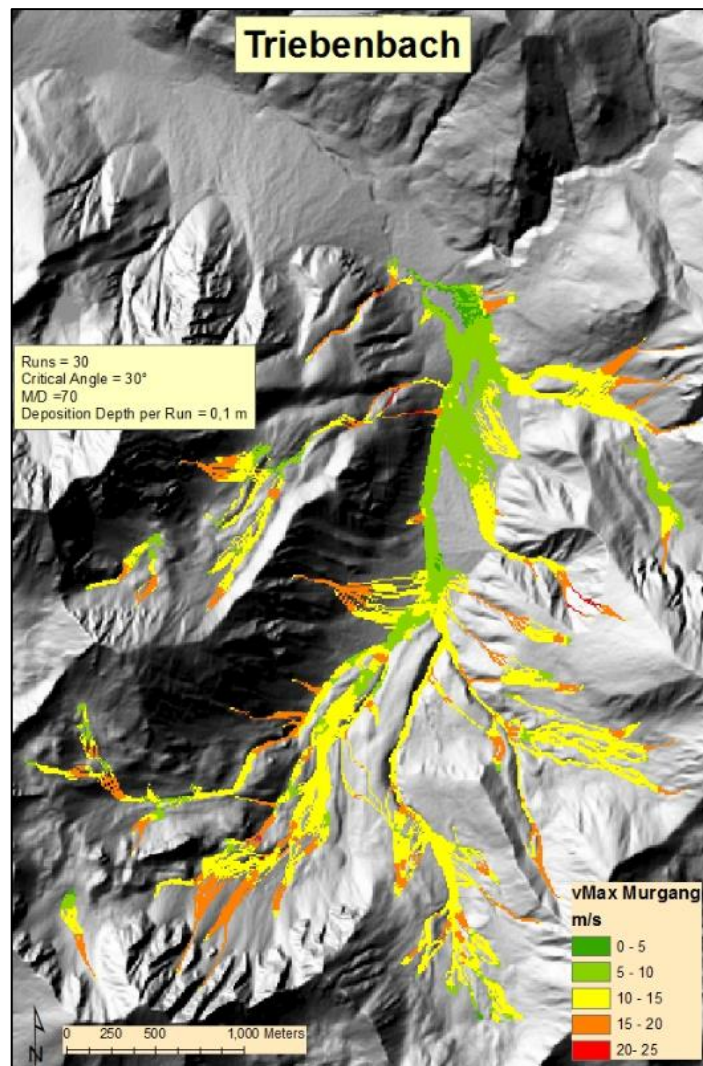 Triebenbach
Runs = 30
Critical Angle = 30°
M/D =70
Deposition Depth per Run = 0,1 m
vMax Murgang
m/s
0 - 5
5 - 10
10 - 15
15 - 20
20- 25
N
0 250 500 1,000 Meters